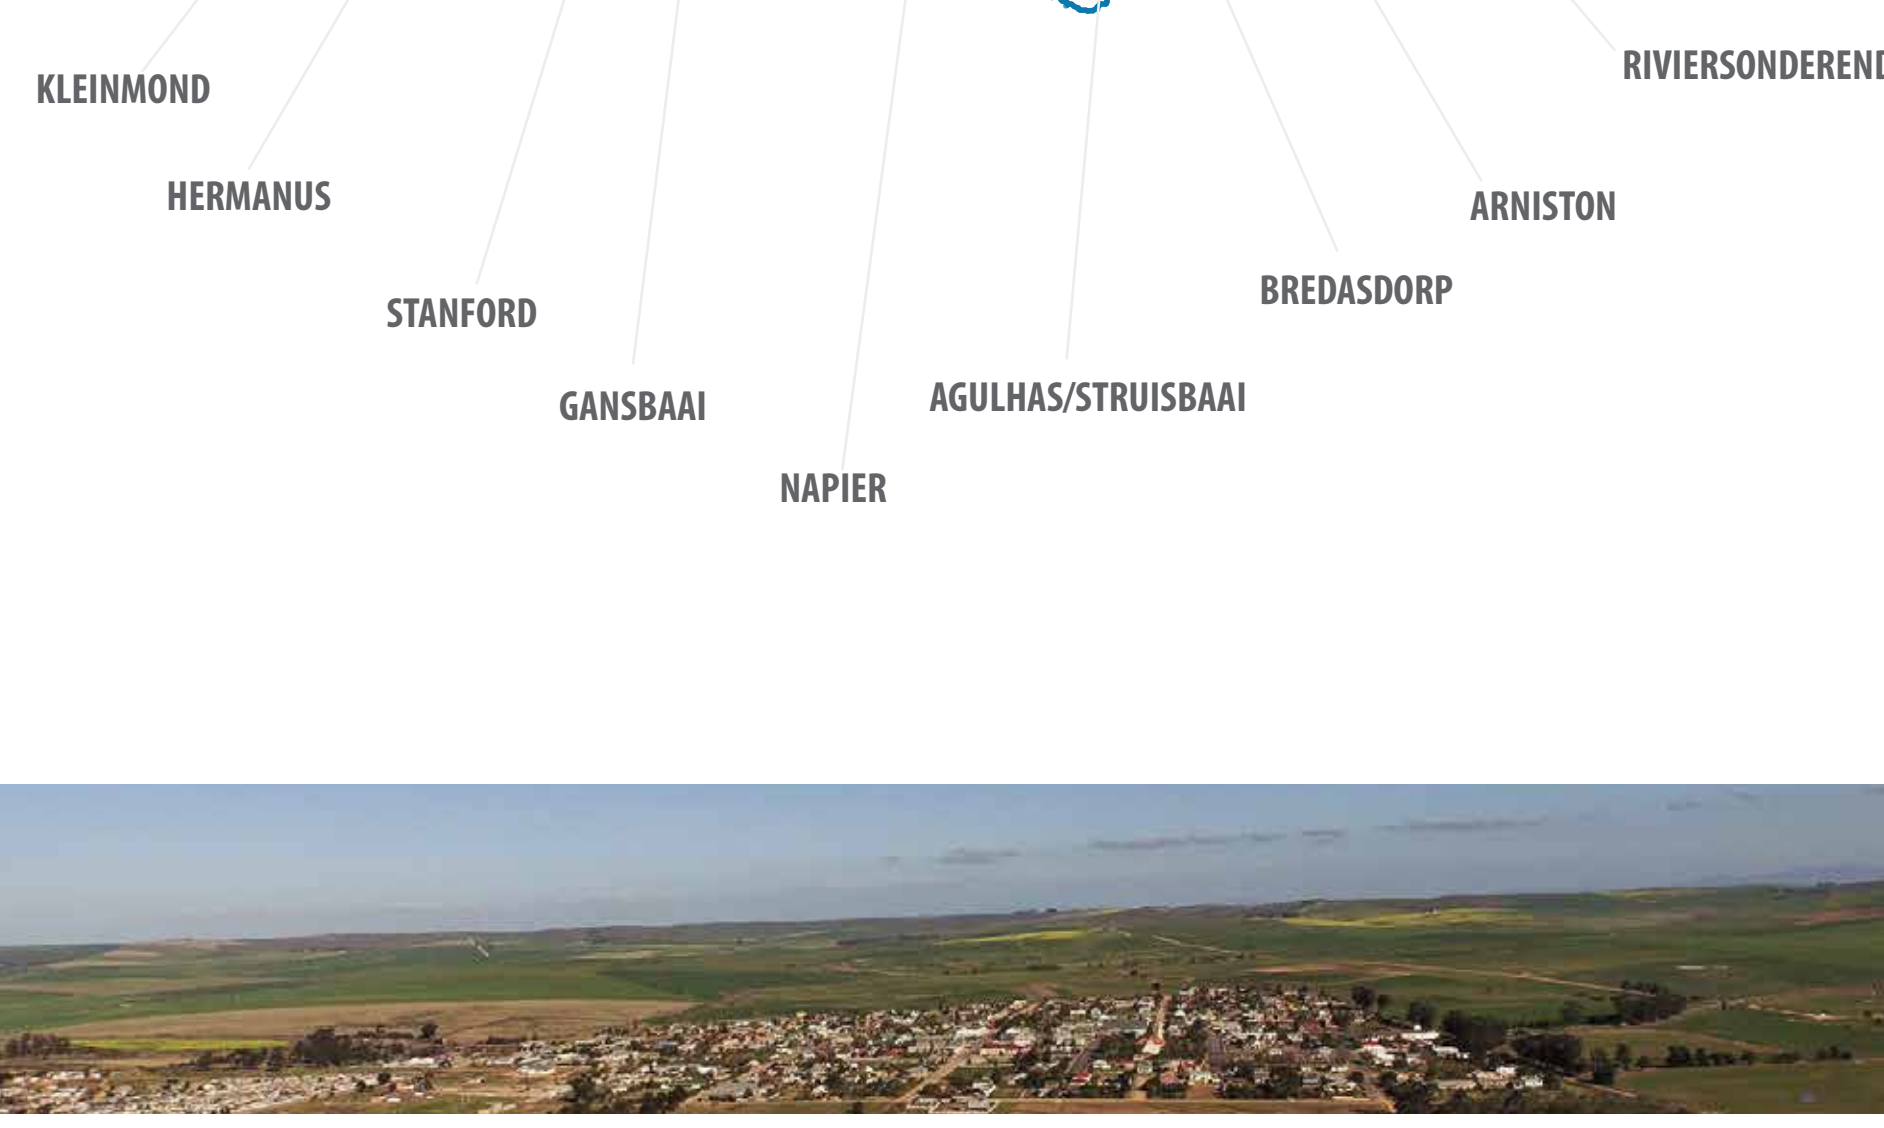 RIVIERSONDEREND
KLEINMOND
HERMANUS
ARNISTON
BREDASDORP
STANFORD
AGULHAS/STRUISBAAI
GANSBAAI
NAPIER